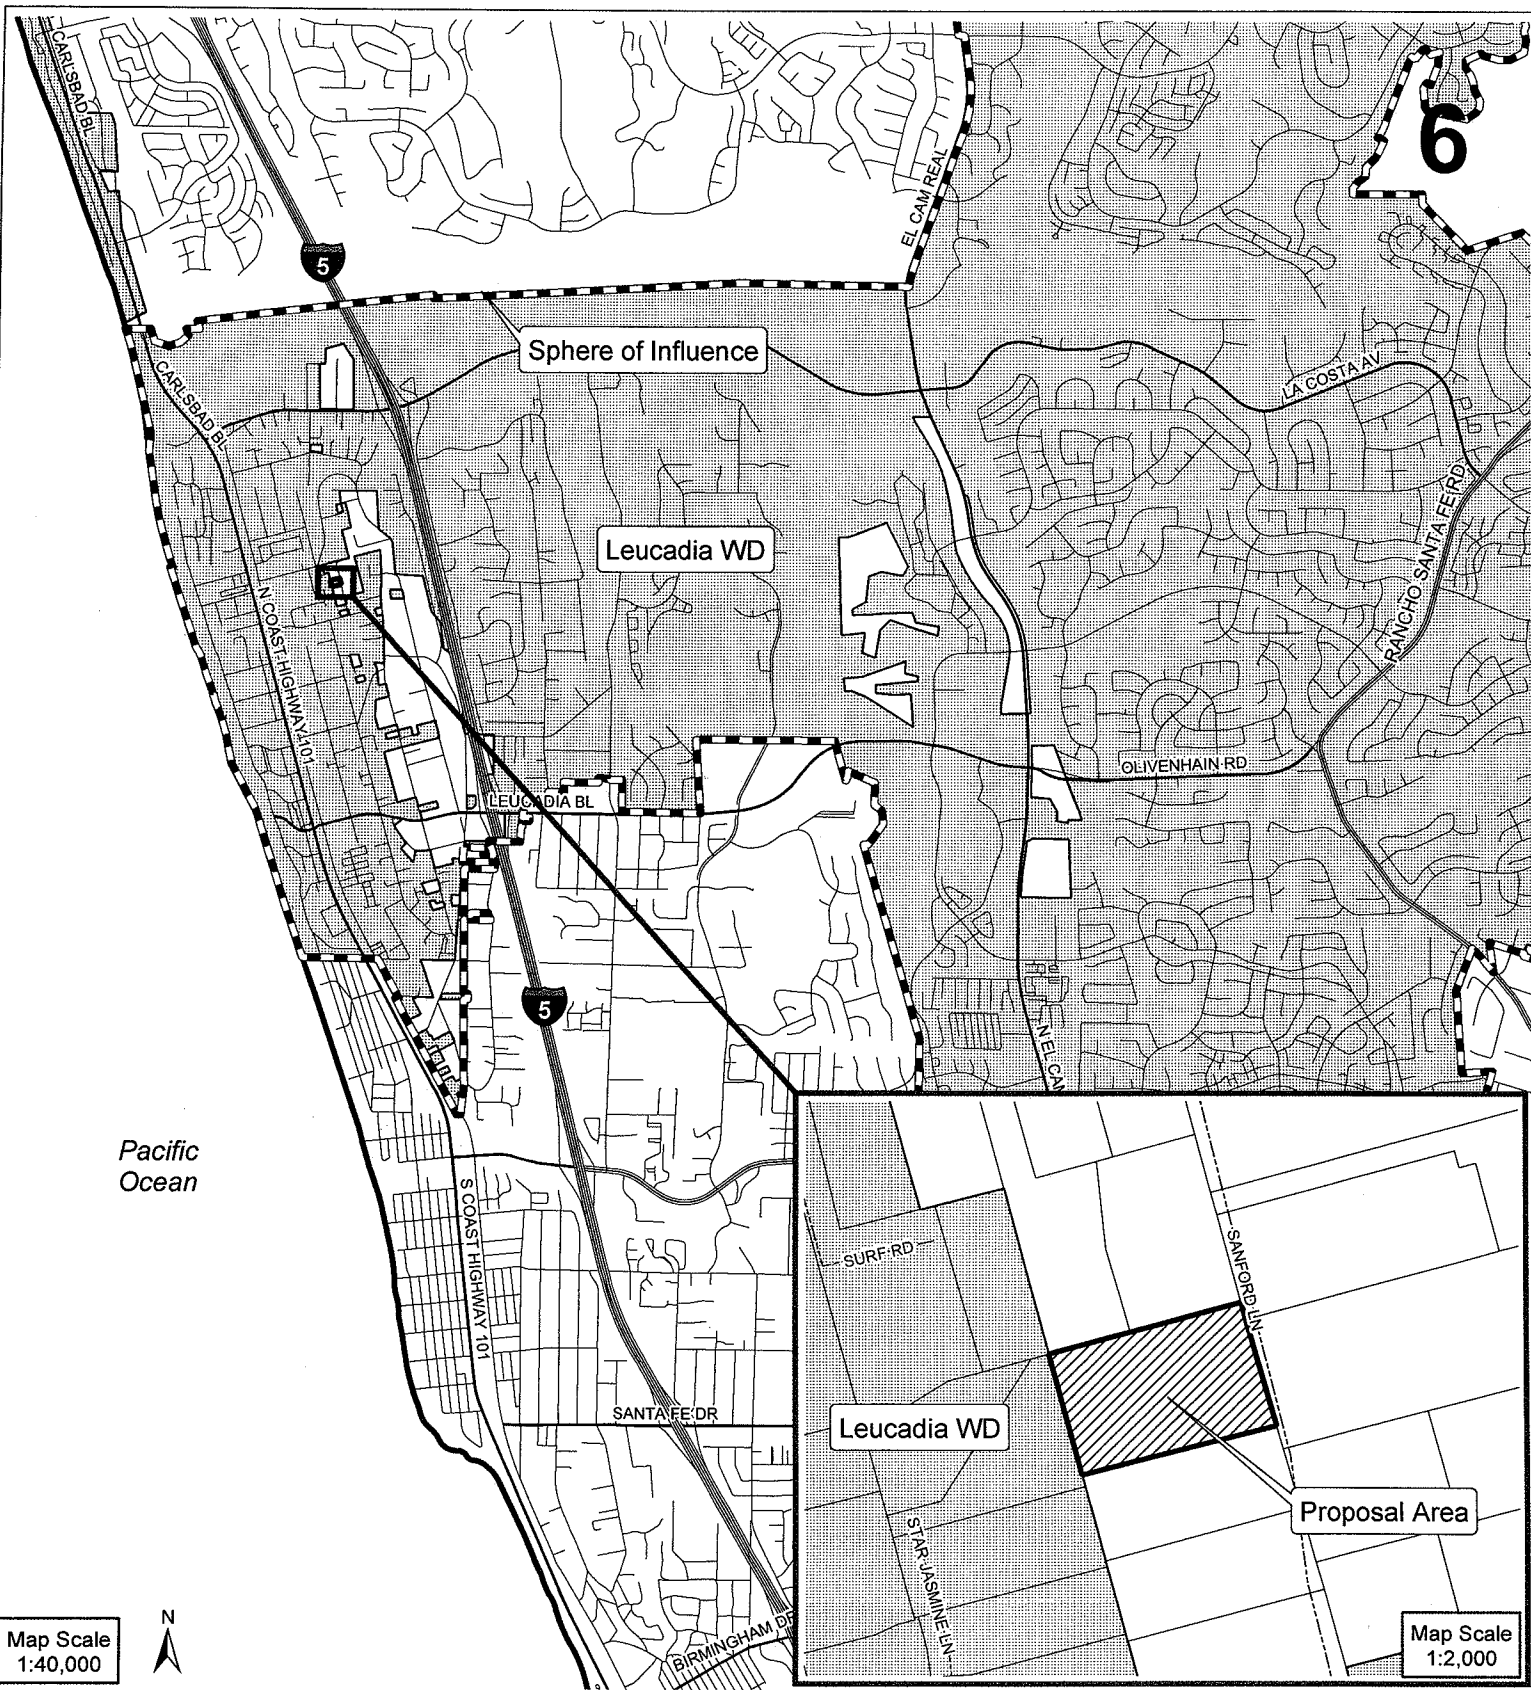 CARLSBAD BL
6
EL CAM REAL
5
Sphere of Influence
CARLSBAD BL
LA COSTA AV
RANCHO SANTA FE RD
Leucadia WD
N COAST HIGHWAY 101
OLIVENHAIN RD
LEUCADIA BL
5
N EL CAM
Pacific
Ocean
S COAST HIGHWAY 101
SANTA FE DR
BIRMINGHAM DR
SURF RD
SANFORD LN
Leucadia WD
STAR JASMINE LN
Proposal Area
Map Scale
1:2,000
Map Scale
1:40,000
N